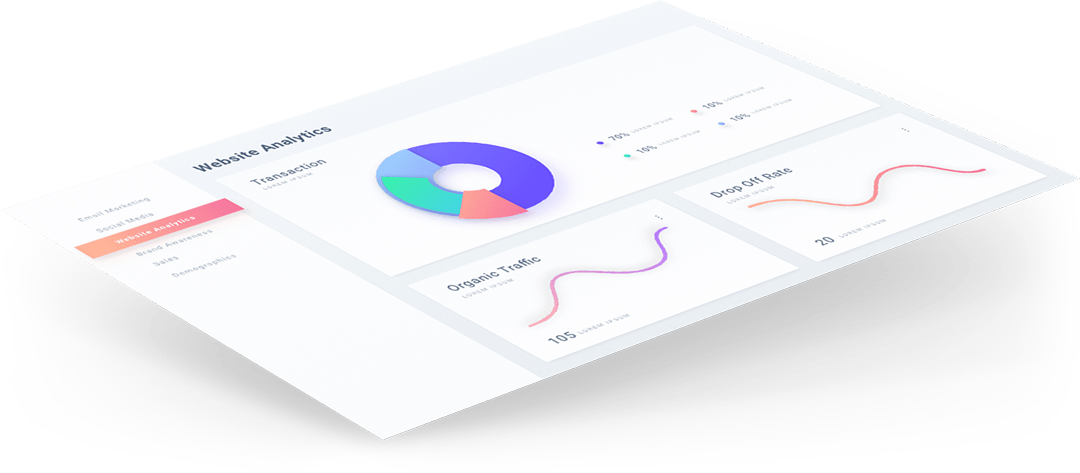 Website Analytics
Email Marketing
Social Media
Website Analytics
Brand Awareness
Sales
Demographics
Transaction
LOREM IPSUM
70% LOREM IPSUM
10% LOREM IPSUM
10% LOREM IPSUM
10% LOREM IPSUM
Organic Traffic
LOREM IPSUM
105 LOREM IPSUM
Drop Off Rate
LOREM IPSUM
20 LOREM IPSUM